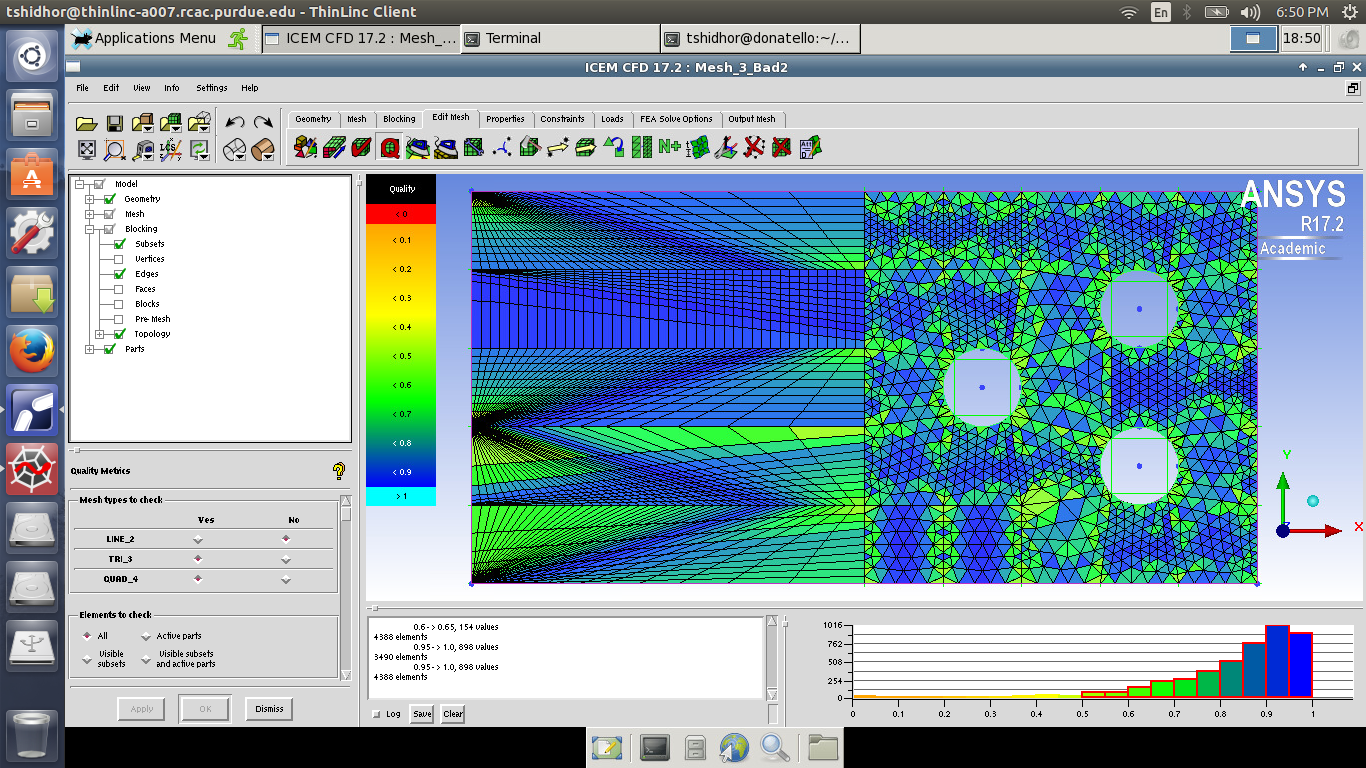 tshidhor@thinlinc-a007.rcac.purdue.edu - ThinLinc Client
En
6:50 PM
Applications Menu
ICEM CFD 17.2 : Mesh_...
Terminal
tshidhor@donatello:~/...
18:50
ICEM CFD 17.2 : Mesh_3_Bad2
File Edit View Info Settings Help
Geometry Mesh Blocking Edit Mesh Properties Constraints Loads FEA Solve Options Output Mesh
LCS
Q
N+
Model
Geometry
Mesh
Blocking
Subsets
Vertices
Edges
Faces
Blocks
Pre-Mesh
Topology
Parts
Quality
< 0
< 0.1
< 0.2
< 0.3
< 0.4
< 0.5
< 0.6
< 0.7
< 0.8
< 0.9
> 1
ANSYS
R17.2
Academic
Y
X
Quality Metrics
Mesh types to check
Yes No
LINE_2
TRI_3
QUAD_4
Elements to check
All Active parts
Visible subsets
Visible subsets and active parts
Apply OK Dismiss
0.6 -> 0.65, 154 values
4388 elements
0.95 -> 1.0, 898 values
3490 elements
0.95 -> 1.0, 898 values
4388 elements
Log Save Clear
1016
762
508
254
0
0 0.1 0.2 0.3 0.4 0.5 0.6 0.7 0.8 0.9 1